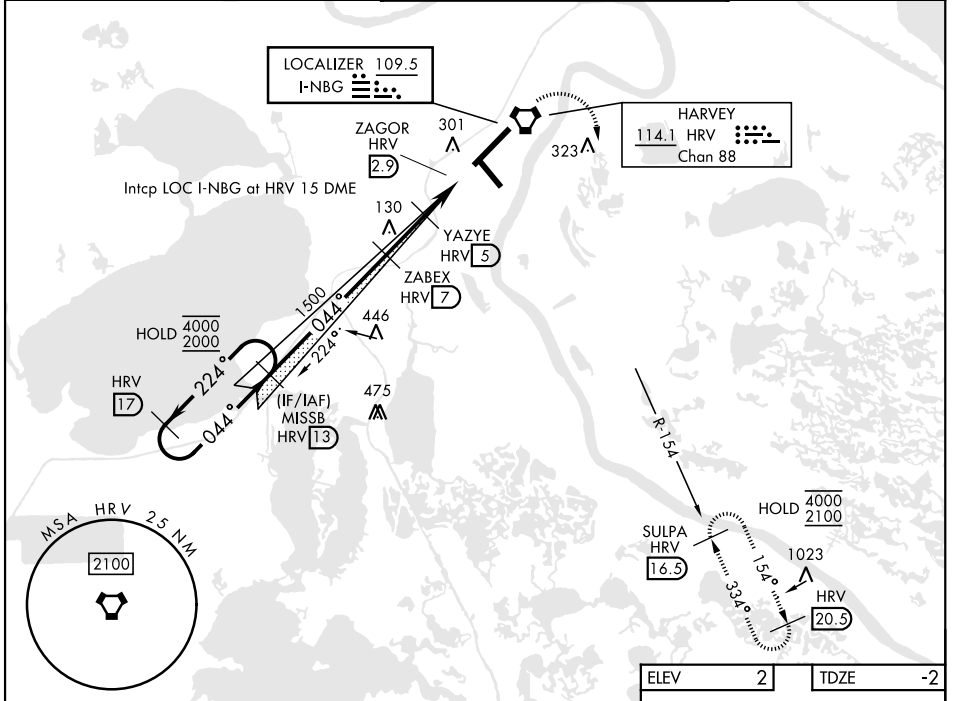 LOCALIZER 109.5
I-NBG
HARVEY
114.1 HRV
Chan 88
ZAGOR
HRV
2.9
301
323
Intcp LOC I-NBG at HRV 15 DME
130
YAZYE
HRV 5
ZABEX
HRV 7
1500
044°
224°
446
HOLD 4000
2000
224°
044°
HRV
17
(IF/IAF)
MISSB
HRV 13
475
R-154
HOLD 4000
2100
SULPA
HRV
16.5
154°
334°
1023
HRV
20.5
MSA HRV 25 NM
2100
ELEV 2
TDZE -2